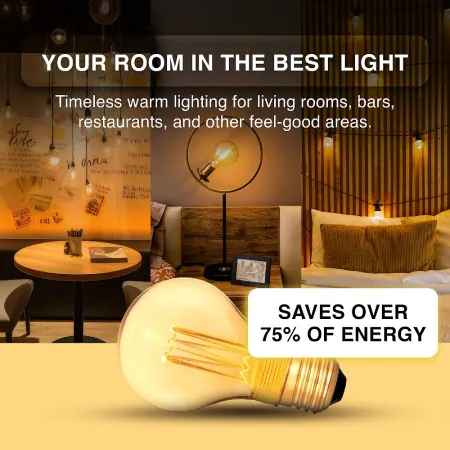 YOUR ROOM IN THE BEST LIGHT
Timeless warm lighting for living rooms, bars,
restaurants, and other feel-good areas.
SAVES OVER
75% OF ENERGY